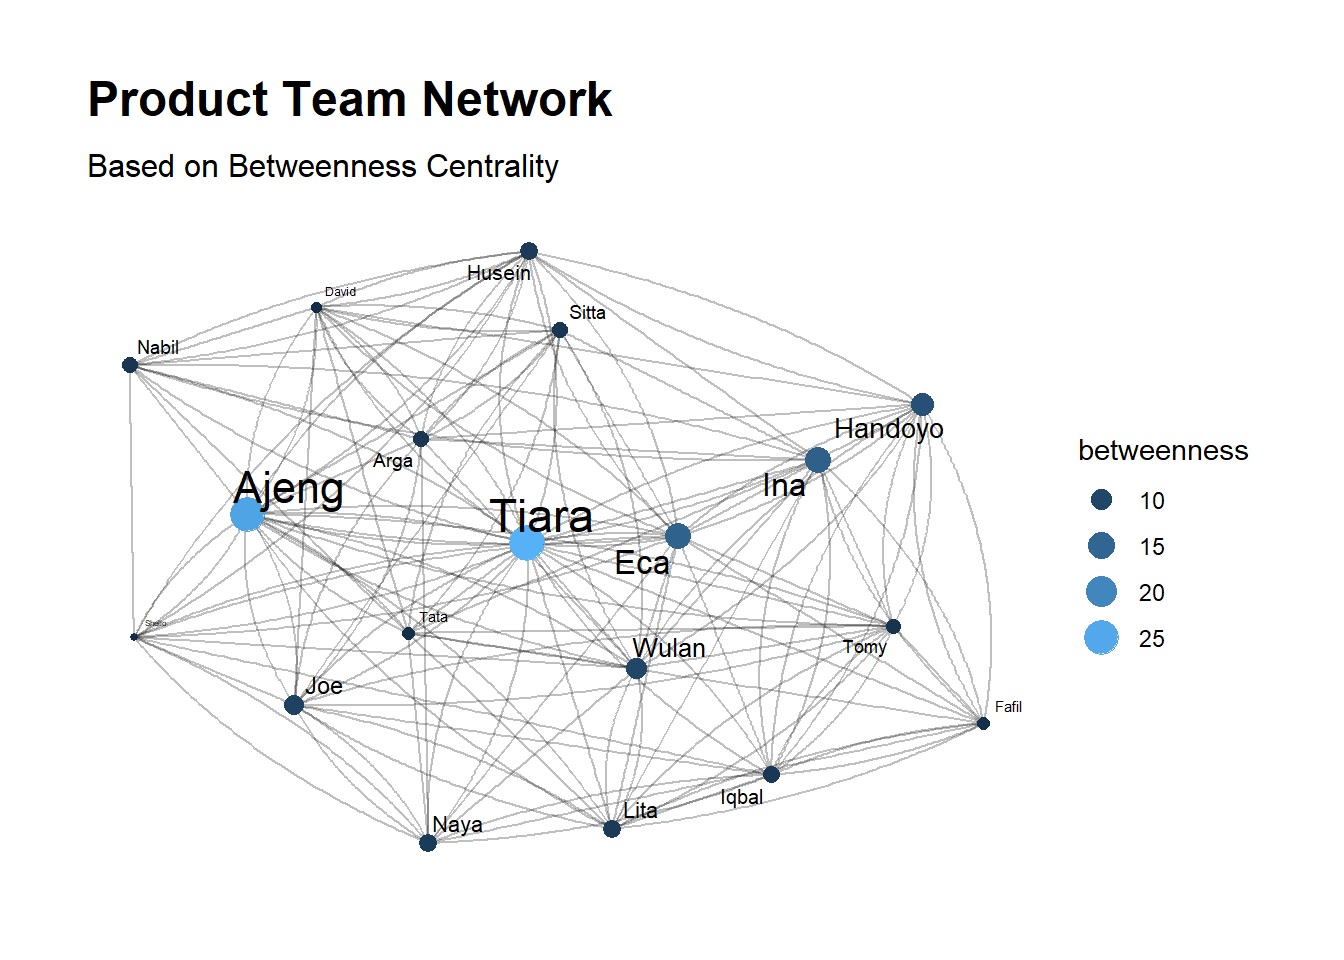 Product Team Network
Based on Betweenness Centrality
Husein
David
Sitta
Nabil
Handoyo
Arga
Ina
Ajeng
Tiara
Eca
Tata
Wulan
Tomy
Joe
Fafil
Iqbal
Lita
Naya
betweenness
10
15
20
25